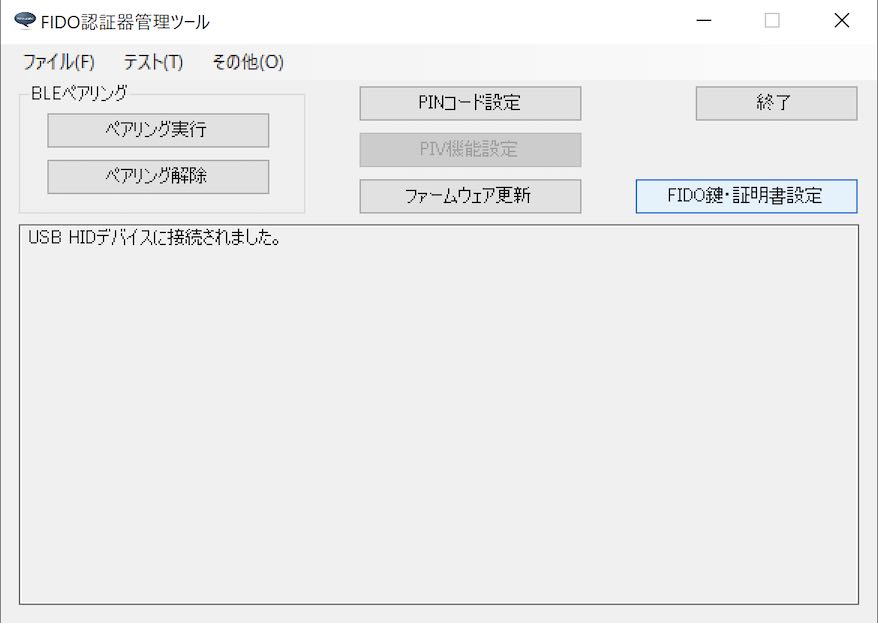 FIDO認証器管理ツール
ファイル(F) テスト(T) その他(O)
BLEペアリング
ペアリング実行
ペアリング解除
PINコード設定
PIV機能設定
ファームウェア更新
終了
FIDO鍵・証明書設定
USB HIDデバイスに接続されました。